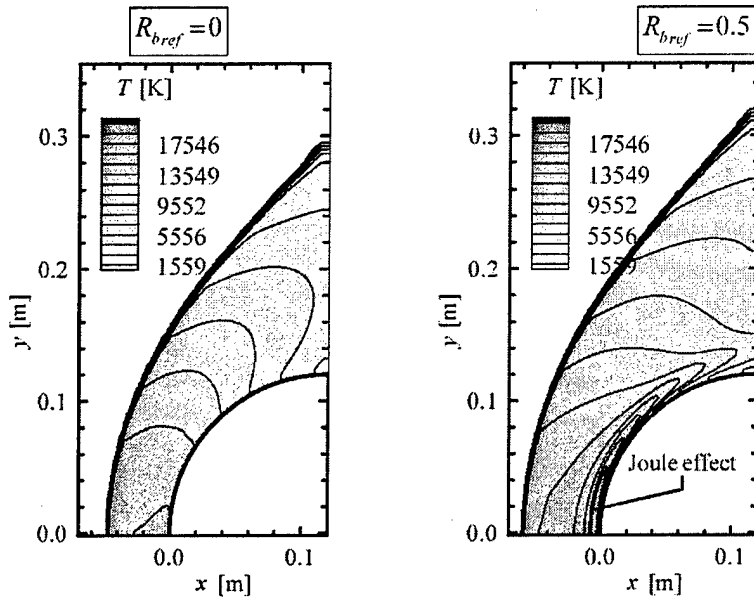 R_bref = 0
T [K]
17546
13549
9552
5556
1559
0.3
0.2
0.1
0.0
y [m]
0.0
0.1
x [m]
R_bref = 0.5
T [K]
17546
13549
9552
5556
1559
0.3
0.2
0.1
0.0
y [m]
Joule effect
0.0
0.1
x [m]